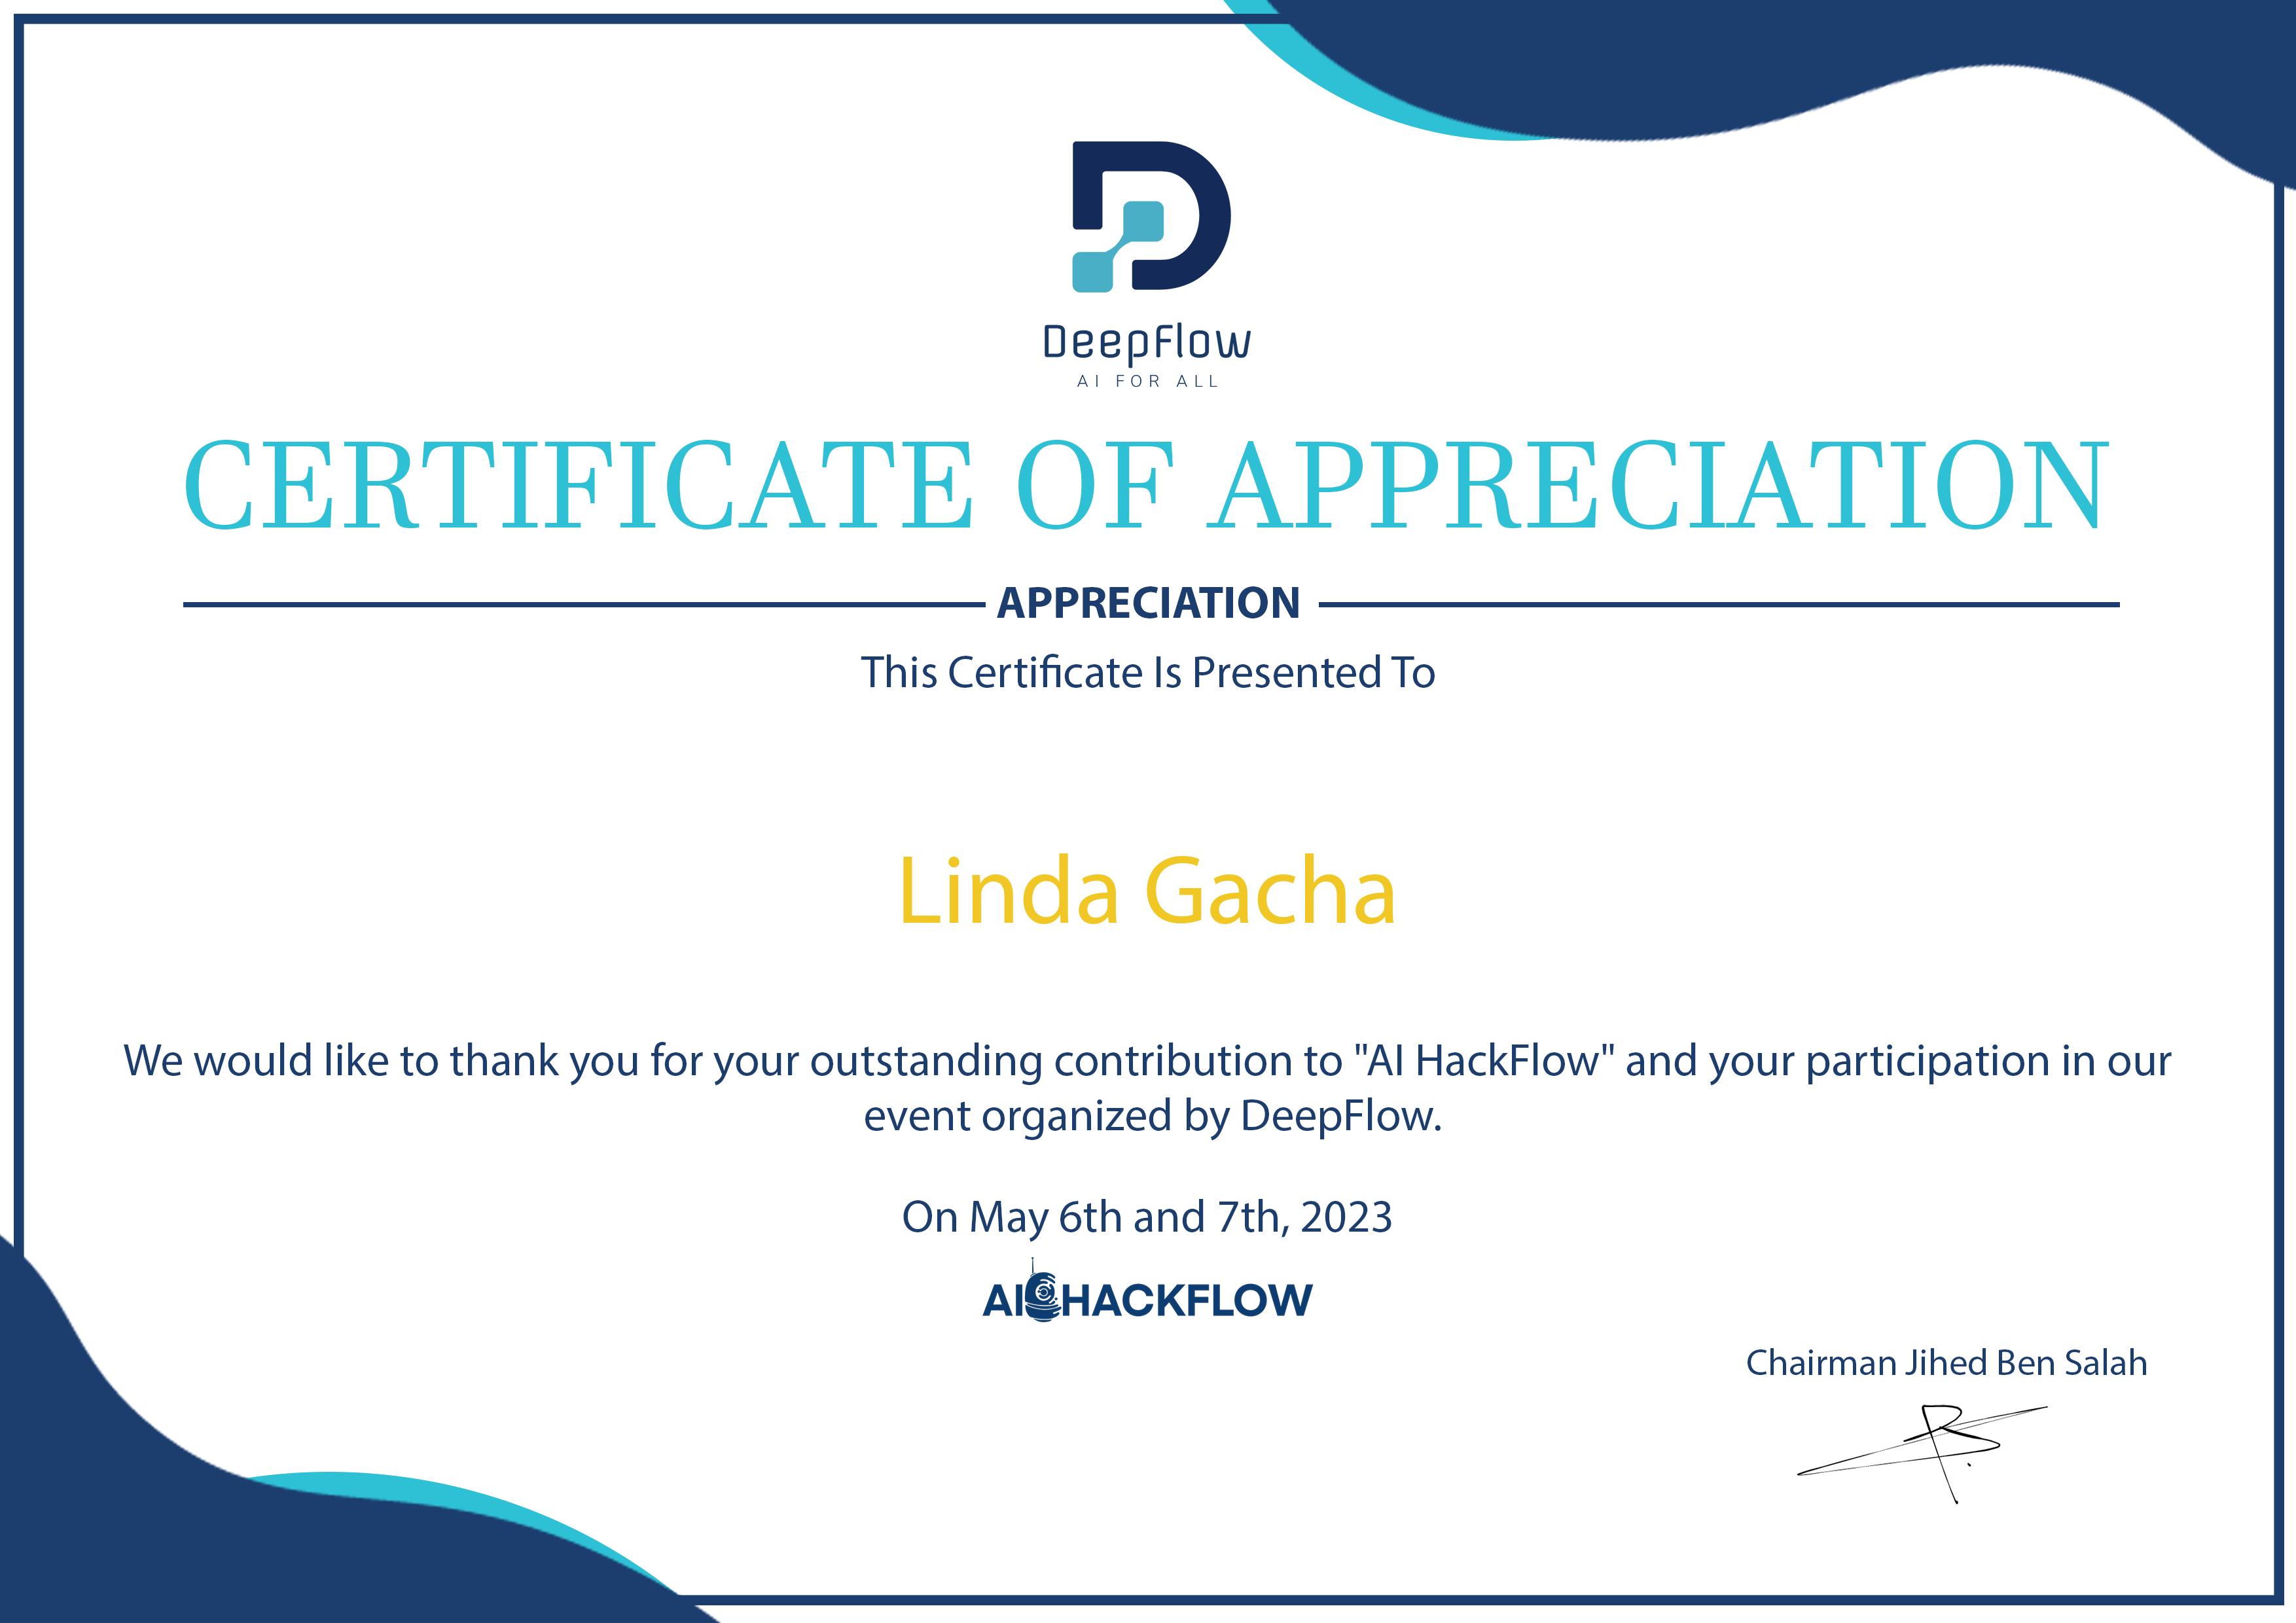 DeepFlow
AI FOR ALL
CERTIFICATE OF APPRECIATION
APPRECIATION
This Certificate Is Presented To
Linda Gacha
We would like to thank you for your outstanding contribution to "AI HackFlow" and your participation in our
event organized by DeepFlow.
On May 6th and 7th, 2023
AI HACKFLOW
Chairman Jihed Ben Salah